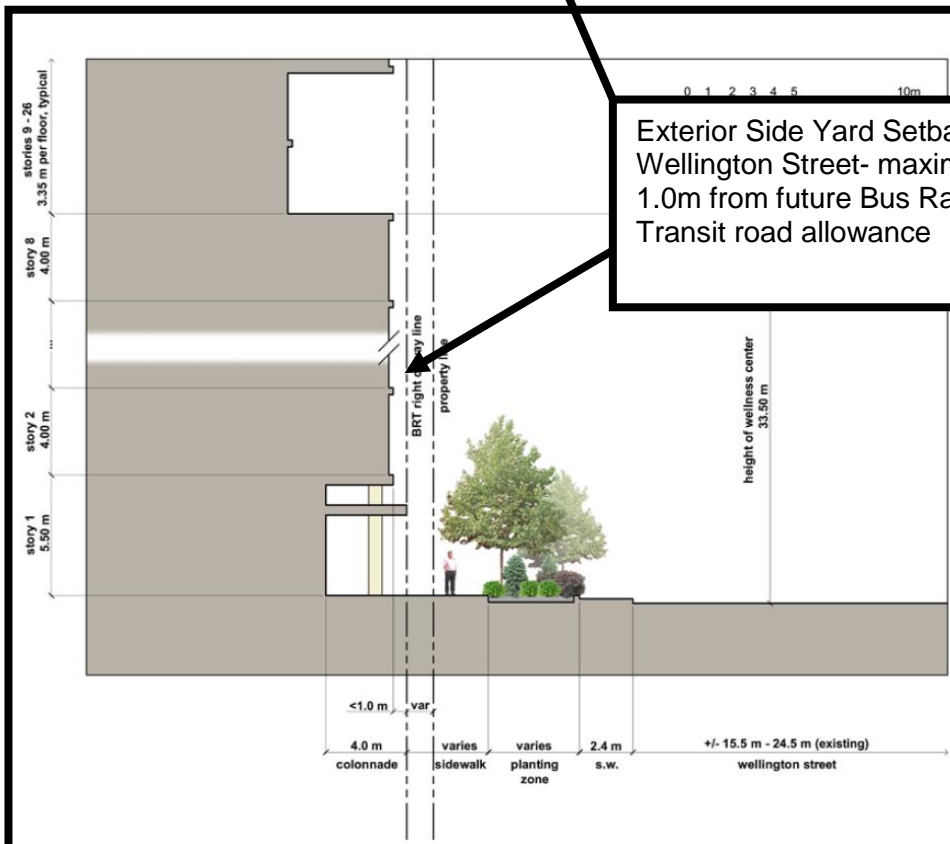 0 1 2 3 4 5 10m
Exterior Side Yard
Wellington Street-
1.0m from future Bus
Transit road allowance
stories 9 - 26
3.35 m per floor, typical
story 8
4.00 m
story 2
4.00 m
story 1
5.50 m
BRT right of way line
property line
height of wellness center
33.50 m
<1.0 m
var
4.0 m
colonnade
varies
sidewalk
varies
planting
zone
2.4 m
s.w.
+/- 15.5 m - 24.5 m (existing)
wellington street